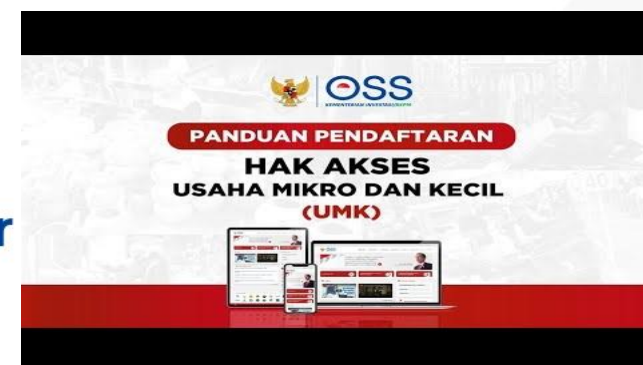 OSS
KEMENTERIAN INVESTASI/BKPM
PANDUAN PENDAFTARAN
HAK AKSES
USAHA MIKRO DAN KECIL
(UMK)
r